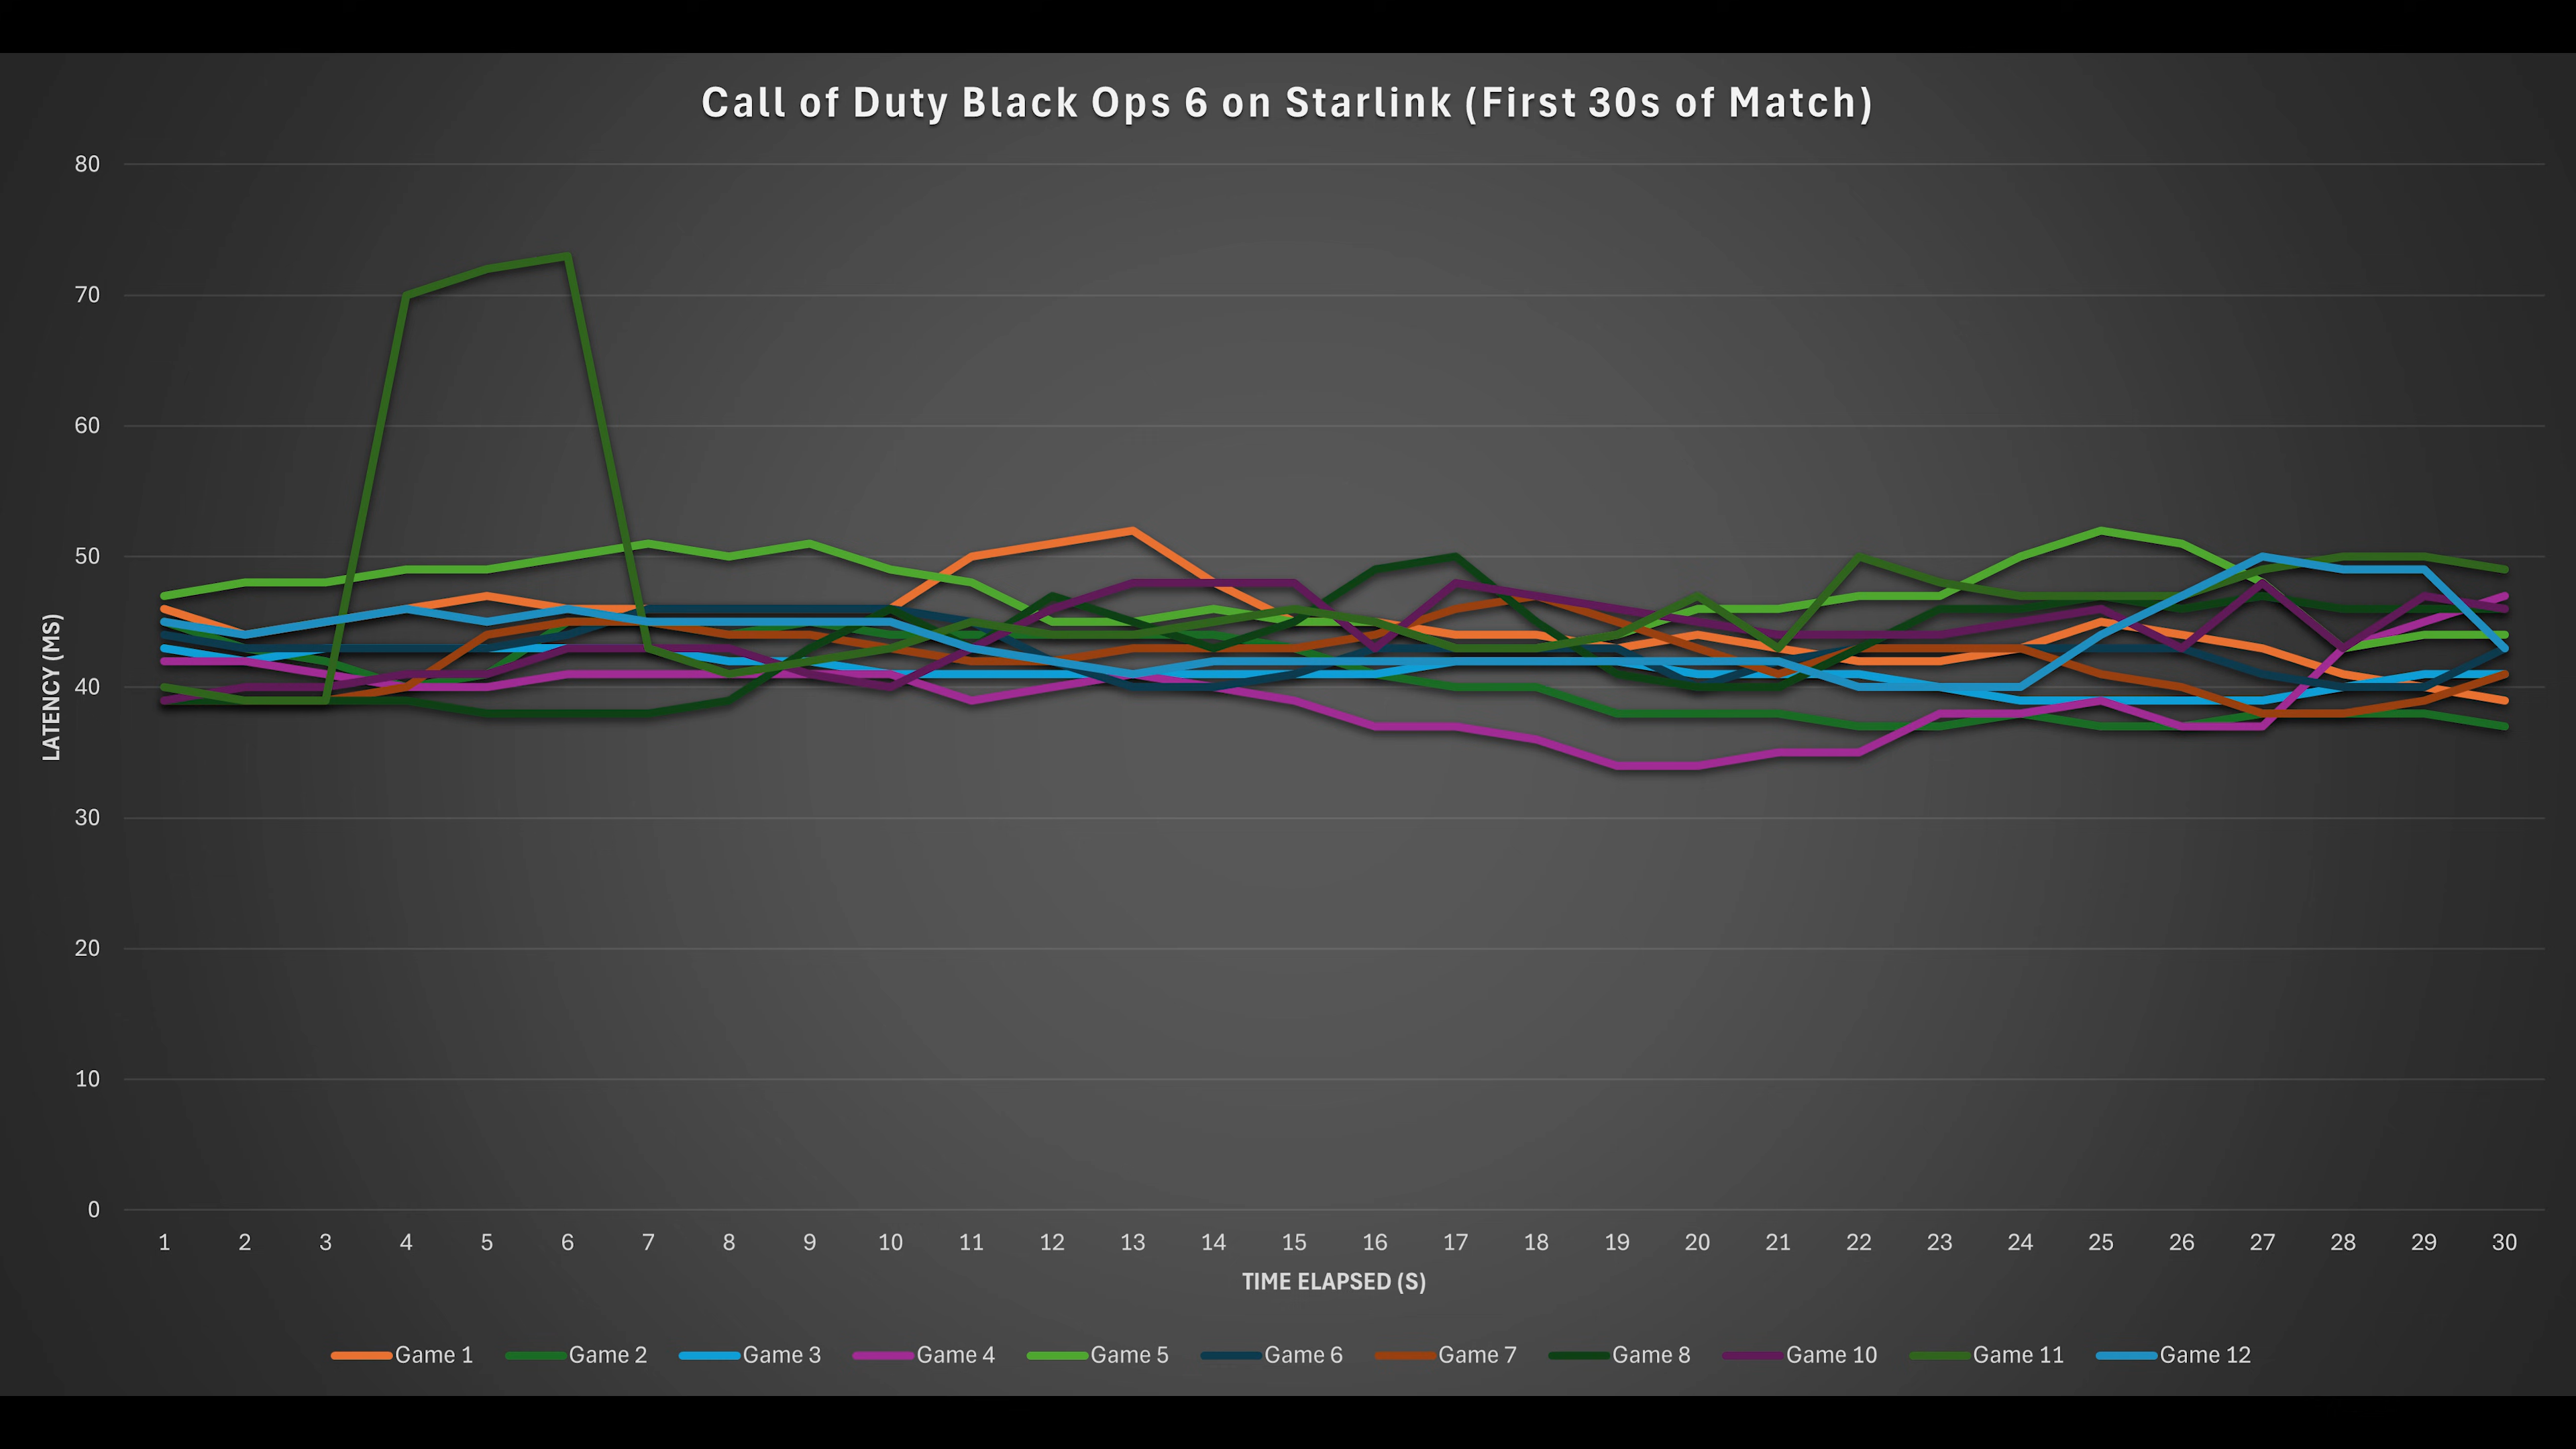 Call of Duty Black Ops 6 on Starlink (First 30s of Match)
80
70
60
50
40
30
20
10
0
LATENCY (MS)
1 2 3 4 5 6 7 8 9 10 11 12 13 14 15 16 17 18 19 20 21 22 23 24 25 26 27 28 29 30
TIME ELAPSED (S)
Game 1 Game 2 Game 3 Game 4 Game 5 Game 6 Game 7 Game 8 Game 10 Game 11 Game 12